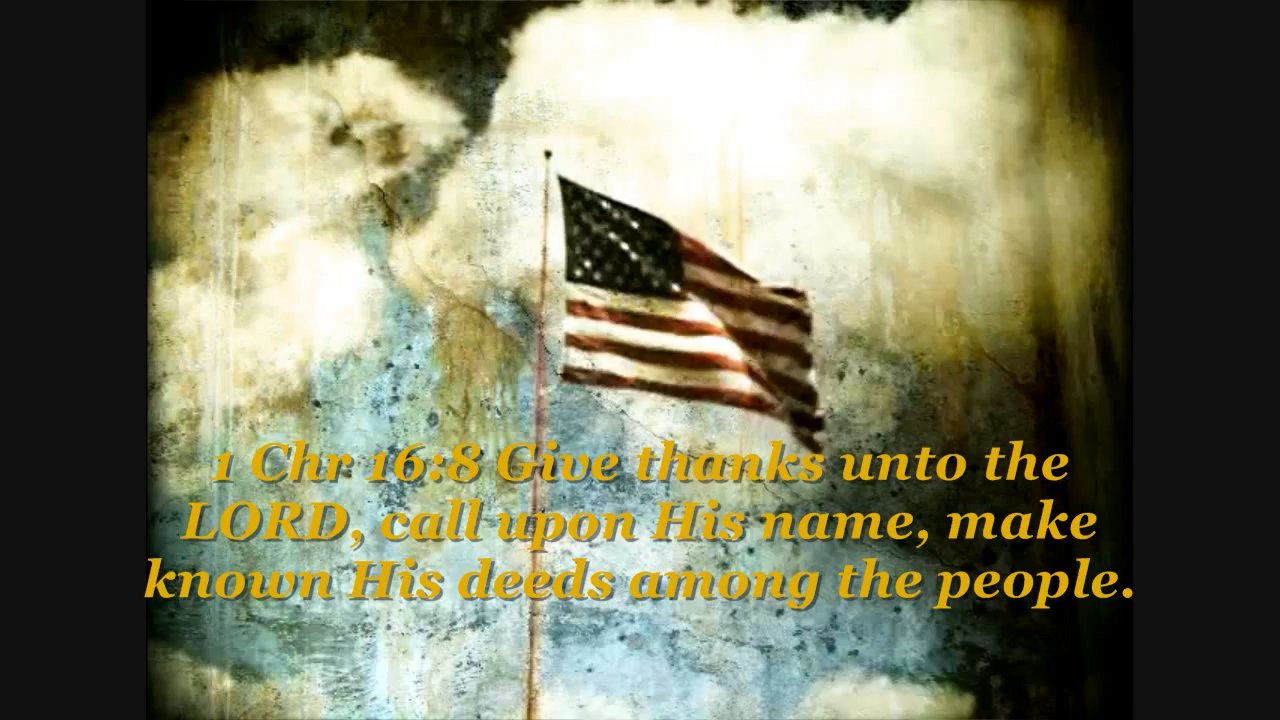 1 Chr 16:8 Give thanks unto the
LORD, call upon His name, make
known His deeds among the people.